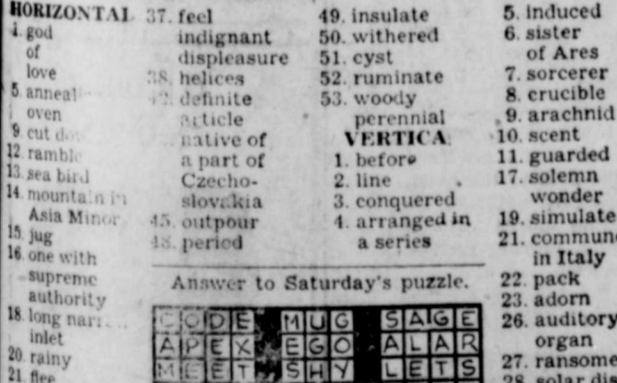 HORIZONTAL
1. god
of
love
5. anneal
oven
9. cut
12. ramble
13. sea bird
14. mountain in
Asia Minor
15. jug
16. one with
supreme
authority
18. long
inlet
20. rainy
21. flee
37. feel
indignant
displeasure
38. helices
42. definite
article
native of
a part of
Czecho-
slovakia
45. outpour
48. period
49. insulate
50. withered
51. cyst
52. ruminate
53. woody
perennial
VERTICA
1. before
2. line
3. conquered
4. arranged in
a series
5. induced
6. sister
of Ares
7. sorcerer
8. crucible
9. arachnid
10. scent
11. guarded
17. solemn
wonder
19. simulate
21. commune
in Italy
22. pack
23. adorn
26. auditory
organ
27. ransome
28. solar dis
Answer to Saturday's puzzle.
CODE MUG SAGE
APEX EGO ALAR
MEET SHY LETS